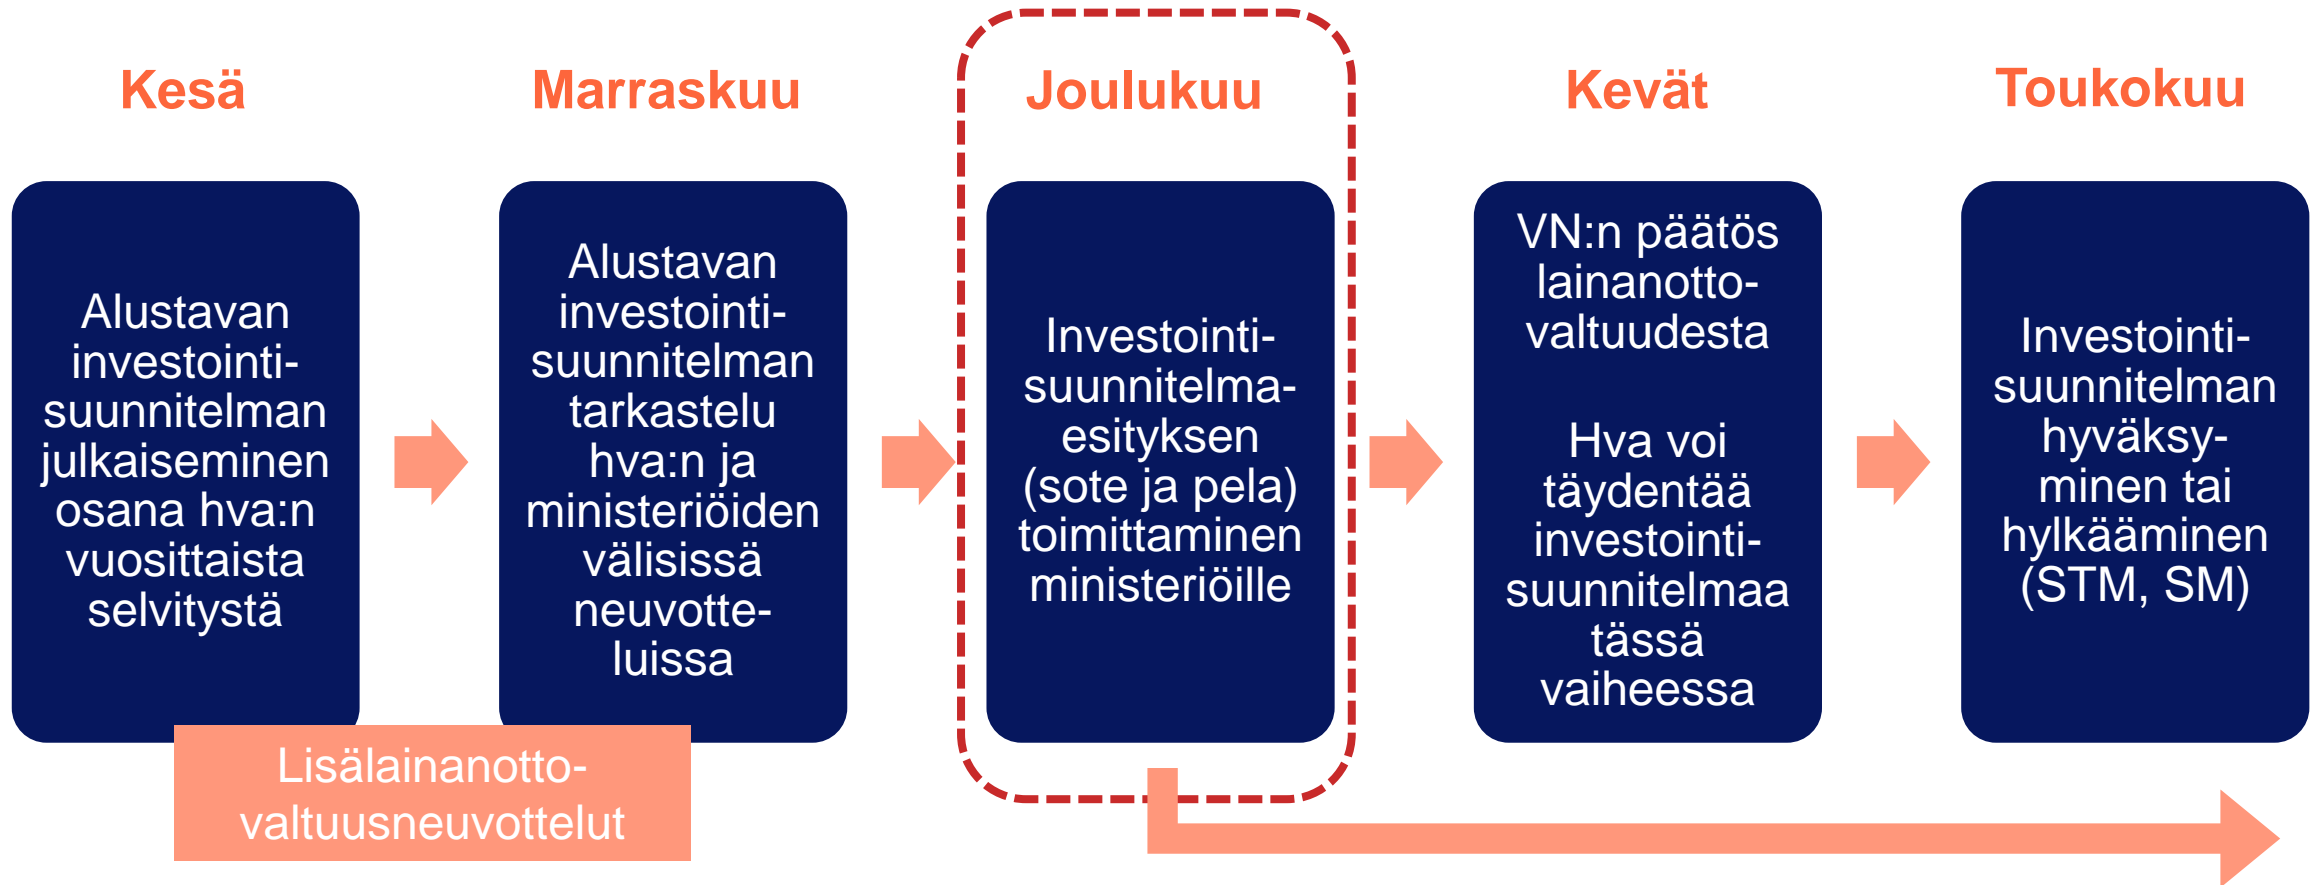 Kesä
Alustavan
investointi-
suunnitelman
julkaiseminen
osana hva:n
vuosittaista
selvitystä
Marraskuu
Alustavan
investointi-
suunnitelman
tarkastelu
hva:n ja
ministeriöiden
välisissä
neuvotte-
luissa
Lisälainanotto-
valtuusneuvottelut
Joulukuu
Investointi-
suunnitelma-
esityksen
(sote ja pela)
toimittaminen
ministeriöille
Kevät
VN:n päätös
lainanotto-
valtuudesta
Hva voi
täydentää
investointi-
suunnitelmaa
tässä
vaiheessa
Toukokuu
Investointi-
suunnitelman
hyväksy-
minen tai
hylkääminen
(STM, SM)